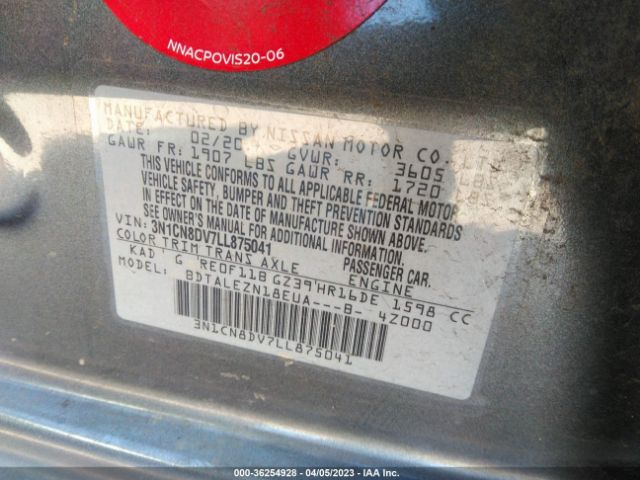 NNACPOVIS20-06
MANUFACTURED BY NISSAN MOTOR CO., LTD.
DATE: 02/20 GVWR: 3605 LBS
GAWR FR: 1907 LBS GAWR RR: 1720 LBS
THIS VEHICLE CONFORMS TO ALL APPLICABLE FEDERAL MOTOR
VEHICLE SAFETY, BUMPER AND THEFT PREVENTION STANDARDS
IN EFFECT ON THE DATE OF MANUFACTURE SHOWN ABOVE.
SEE OWNER'S MANUAL FOR ADDITIONAL INFORMATION.
VIN: 3N1CN8DV7LL875041 PASSENGER CAR.
COLOR TRIM TRANS AXLE ENGINE
KAD G RE0F11B GZ39 HR16DE 1598 CC
MODEL: BDTALEZN18EUA---B- 4Z000
3N1CN8DV7LL875041
000-36254928 - 04/05/2023 - IAA Inc.